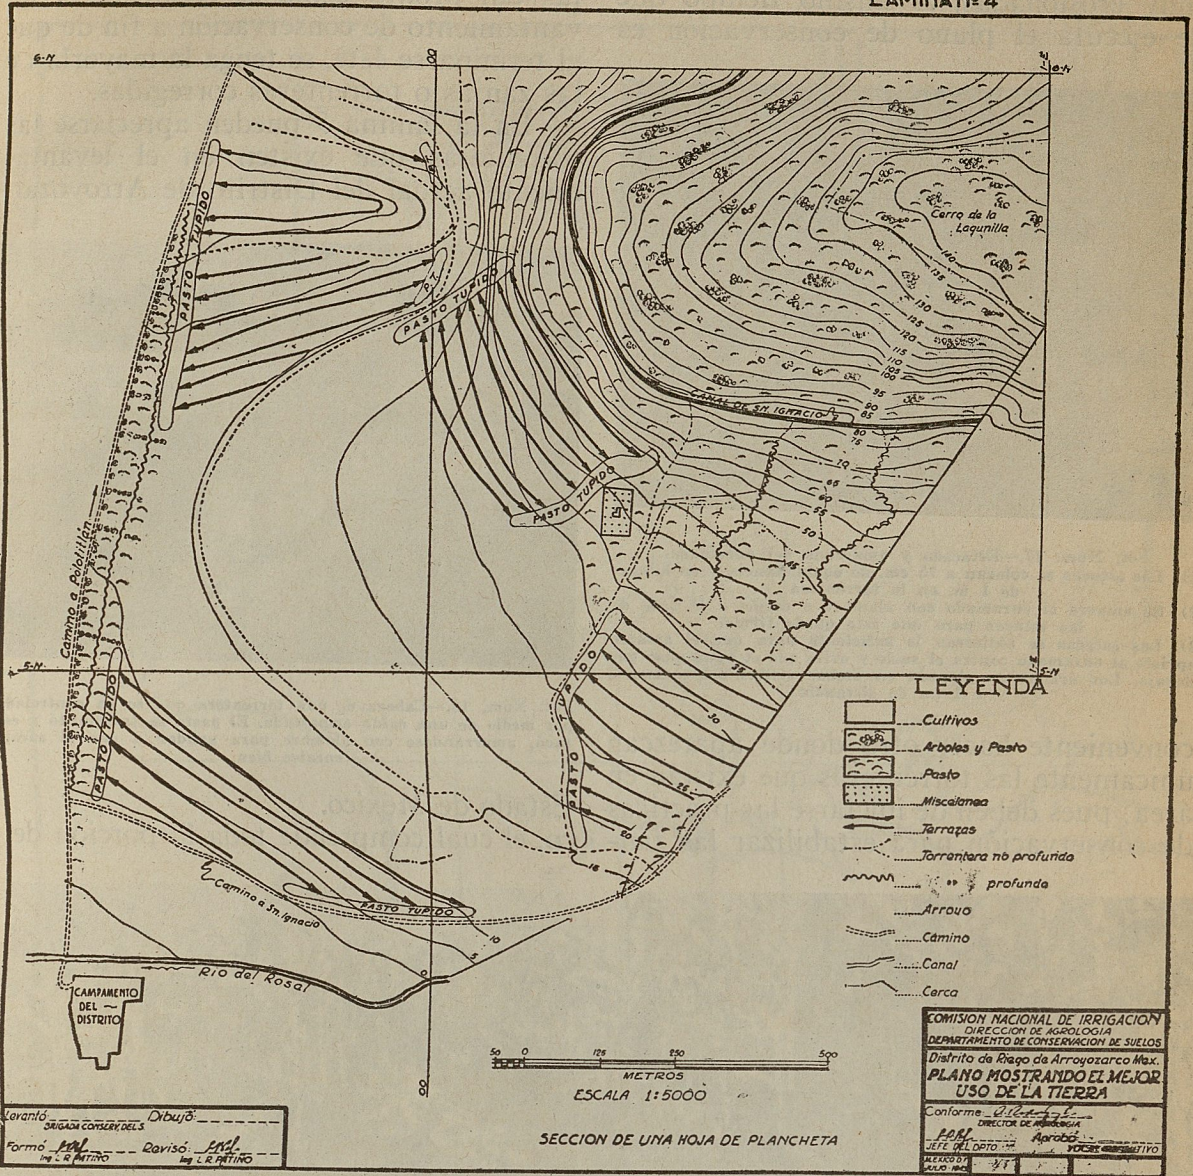 LAMINA Nº 4
6-N
00
1-E
6-N
P.T.
PASTO TUPIDO
P.T.
PASTO TUPIDO
Cerro de la
Lagunilla
140
135
130
125
120
115
110
105
100
95
90
85
80
75
CANAL DE SN. IGNACIO
70
65
60
55
50
45
40
PASTO TUPIDO
Camino a Polotitlán
5-N
1-E
5-N
35
30
25
20
15
PASTO TUPIDO
PASTO TUPIDO
Camino a Sn. Ignacio
PASTO TUPIDO
10
5
0
Rio del Rosal
CAMPAMENTO
DEL
DISTRITO
00
LEYENDA
Cultivos
Arboles y Pasto
Pasto
Miscelanea
Terrazas
Torrentera no profunda
" " profunda
Arroyo
Camino
Canal
Cerca
50 0 125 250 500
METROS
ESCALA 1:5000
SECCION DE UNA HOJA DE PLANCHETA
Levantó Dibujó
BRIGADA CONSERV. DEL S.
Formó Revisó
Ing. L. R. PATIÑO Ing. L. R. PATIÑO
COMISION NACIONAL DE IRRIGACION
DIRECCION DE AGROLOGIA
DEPARTAMENTO DE CONSERVACION DE SUELOS
Distrito de Riego de Arroyozarco Mex.
PLANO MOSTRANDO EL MEJOR
USO DE LA TIERRA
Conforme
DIRECTOR DE AGROLOGIA
Aprobó
JEFE DEL DPTO. VOCAL EJECUTIVO
MEXICO D.F.
JULIO